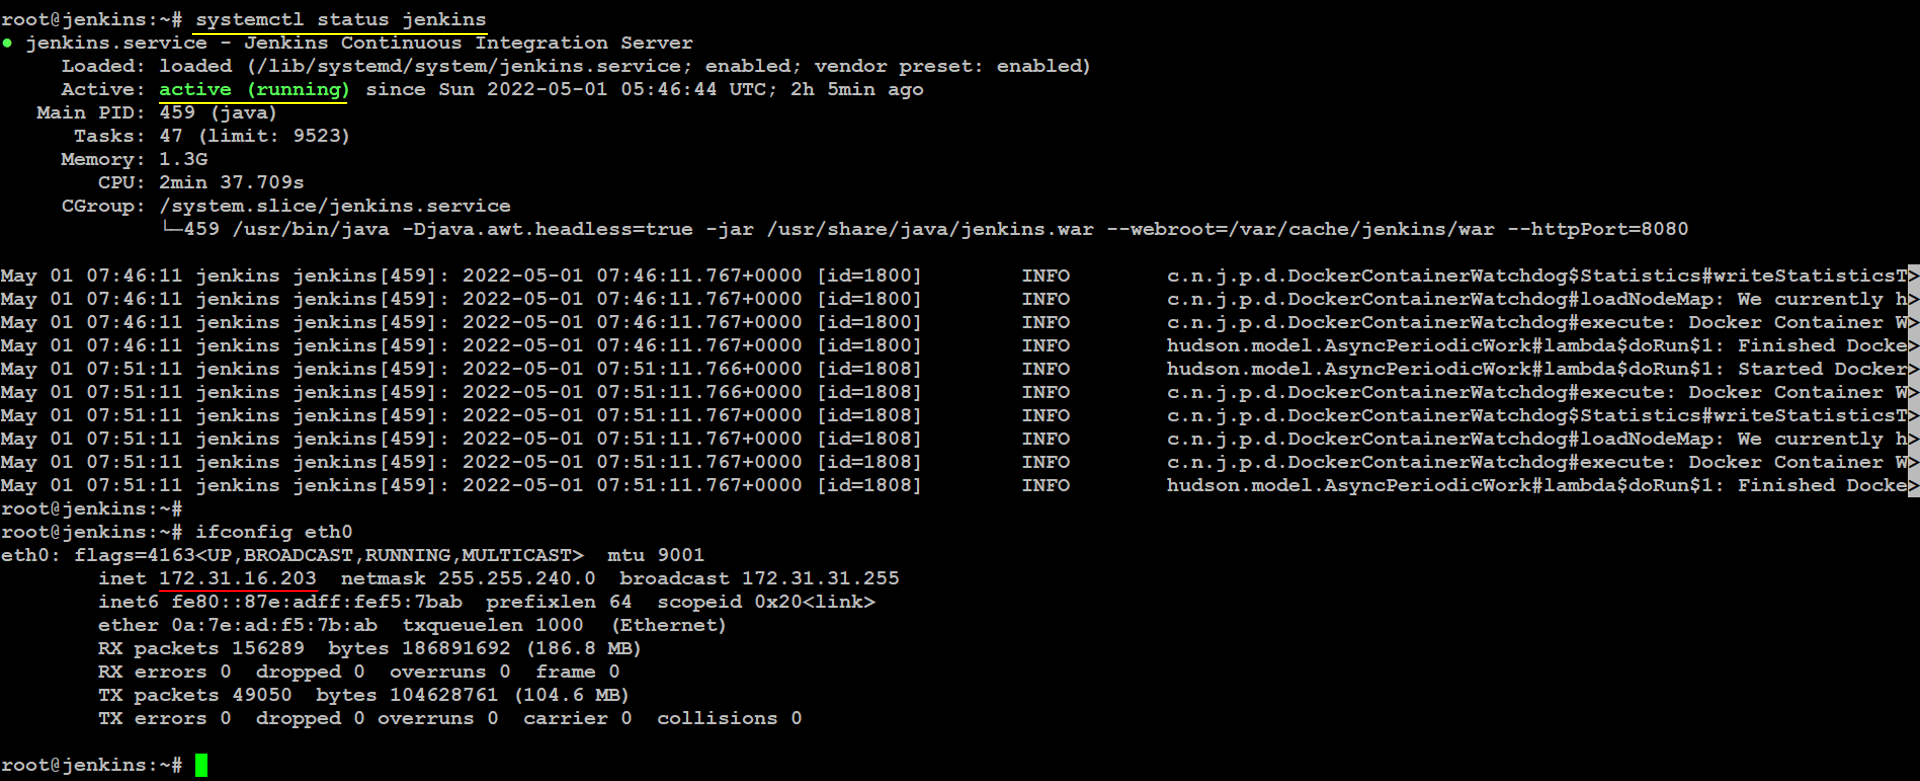 root@jenkins:~# systemctl status jenkins
● jenkins.service - Jenkins Continuous Integration Server
     Loaded: loaded (/lib/systemd/system/jenkins.service; enabled; vendor preset: enabled)
     Active: active (running) since Sun 2022-05-01 05:46:44 UTC; 2h 5min ago
   Main PID: 459 (java)
      Tasks: 47 (limit: 9523)
     Memory: 1.3G
        CPU: 2min 37.709s
     CGroup: /system.slice/jenkins.service
             └─459 /usr/bin/java -Djava.awt.headless=true -jar /usr/share/java/jenkins.war --webroot=/var/cache/jenkins/war --httpPort=8080
May 01 07:46:11 jenkins jenkins[459]: 2022-05-01 07:46:11.767+0000 [id=1800]        INFO        c.n.j.p.d.DockerContainerWatchdog$Statistics#writeStatisticsT>
May 01 07:46:11 jenkins jenkins[459]: 2022-05-01 07:46:11.767+0000 [id=1800]        INFO        c.n.j.p.d.DockerContainerWatchdog#loadNodeMap: We currently h>
May 01 07:46:11 jenkins jenkins[459]: 2022-05-01 07:46:11.767+0000 [id=1800]        INFO        c.n.j.p.d.DockerContainerWatchdog#execute: Docker Container W>
May 01 07:46:11 jenkins jenkins[459]: 2022-05-01 07:46:11.767+0000 [id=1800]        INFO        hudson.model.AsyncPeriodicWork#lambda$doRun$1: Finished Docke>
May 01 07:51:11 jenkins jenkins[459]: 2022-05-01 07:51:11.766+0000 [id=1808]        INFO        hudson.model.AsyncPeriodicWork#lambda$doRun$1: Started Docker>
May 01 07:51:11 jenkins jenkins[459]: 2022-05-01 07:51:11.766+0000 [id=1808]        INFO        c.n.j.p.d.DockerContainerWatchdog#execute: Docker Container W>
May 01 07:51:11 jenkins jenkins[459]: 2022-05-01 07:51:11.767+0000 [id=1808]        INFO        c.n.j.p.d.DockerContainerWatchdog$Statistics#writeStatisticsT>
May 01 07:51:11 jenkins jenkins[459]: 2022-05-01 07:51:11.767+0000 [id=1808]        INFO        c.n.j.p.d.DockerContainerWatchdog#loadNodeMap: We currently h>
May 01 07:51:11 jenkins jenkins[459]: 2022-05-01 07:51:11.767+0000 [id=1808]        INFO        c.n.j.p.d.DockerContainerWatchdog#execute: Docker Container W>
May 01 07:51:11 jenkins jenkins[459]: 2022-05-01 07:51:11.767+0000 [id=1808]        INFO        hudson.model.AsyncPeriodicWork#lambda$doRun$1: Finished Docke>
root@jenkins:~#
root@jenkins:~# ifconfig eth0
eth0: flags=4163<UP,BROADCAST,RUNNING,MULTICAST>  mtu 9001
        inet 172.31.16.203  netmask 255.255.240.0  broadcast 172.31.31.255
        inet6 fe80::87e:adff:fef5:7bab  prefixlen 64  scopeid 0x20<link>
        ether 0a:7e:ad:f5:7b:ab  txqueuelen 1000  (Ethernet)
        RX packets 156289  bytes 186891692 (186.8 MB)
        RX errors 0  dropped 0  overruns 0  frame 0
        TX packets 49050  bytes 104628761 (104.6 MB)
        TX errors 0  dropped 0 overruns 0  carrier 0  collisions 0
root@jenkins:~#